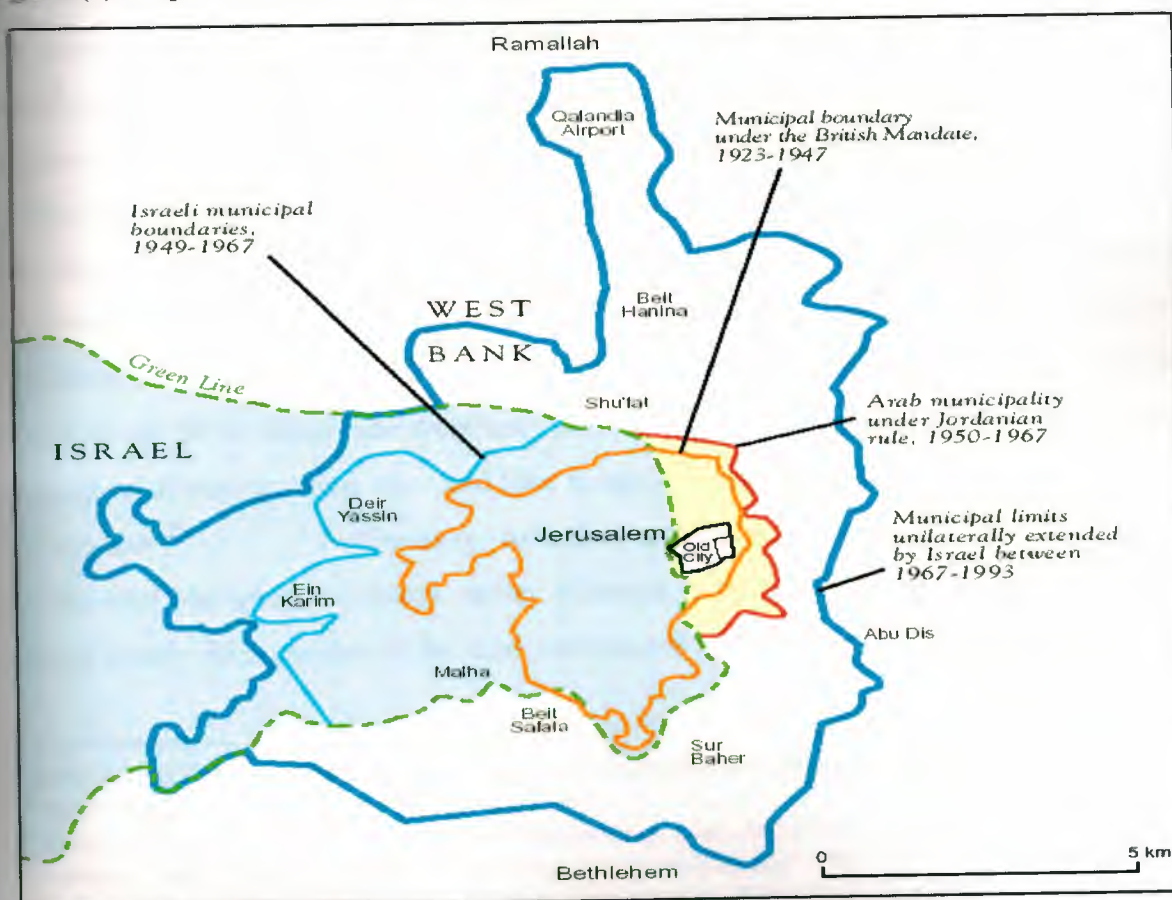 Ramallah
Qalandia
Airport
Municipal boundary
under the British Mandate,
1923-1947
Israeli municipal
boundaries,
1949-1967
WEST
BANK
Beit
Hanina
Green Line
Shu'fat
Arab municipality
under Jordanian
rule, 1950-1967
ISRAEL
Deir
Yassin
Jerusalem
Old
City
Municipal limits
unilaterally extended
by Israel between
1967-1993
Ein
Karim
Abu Dis
Malha
Beit
Safafa
Sur
Baher
0
5 km
Bethlehem